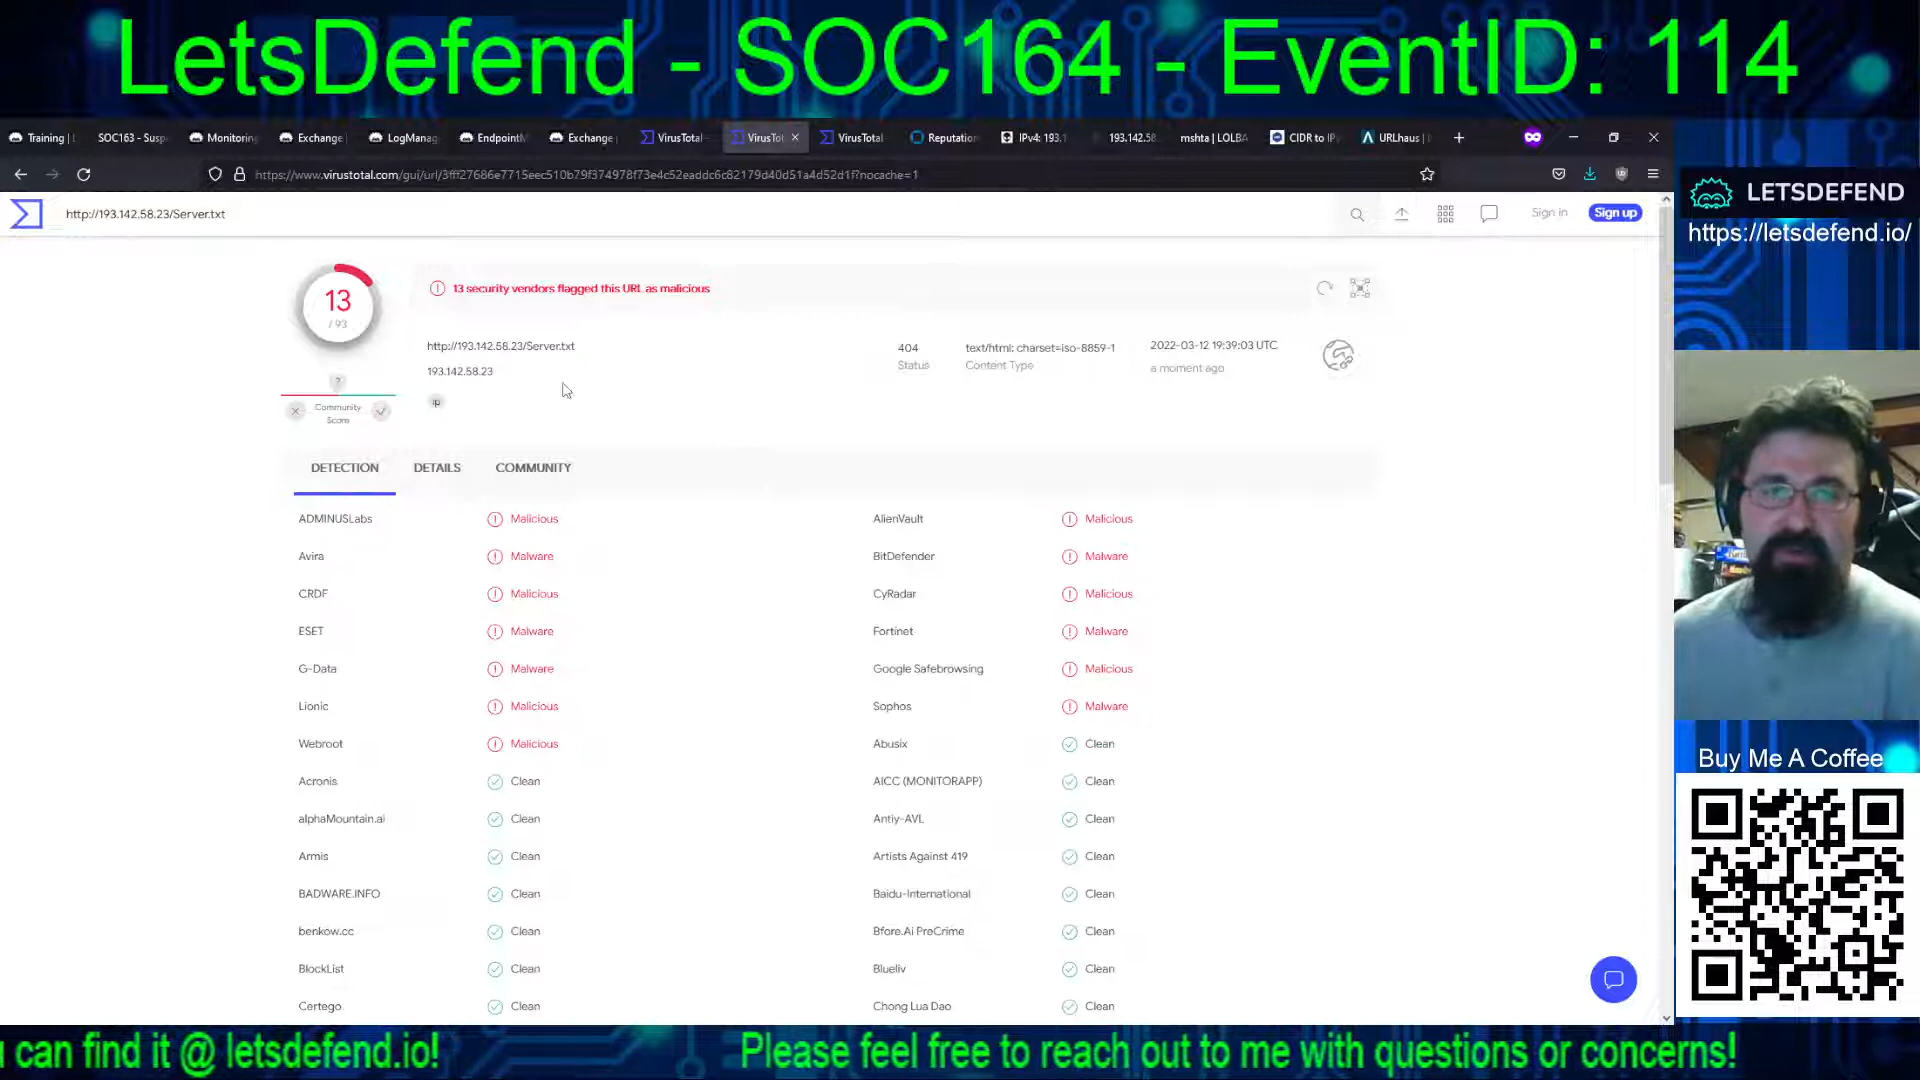 LetsDefend - SOC164 - EventID: 114
Training |
SOC163 - Susp
Monitoring
Exchange
LogManag
EndpointM
Exchange
VirusTotal
VirusTot
VirusTotal
Reputation
IPv4: 193.1
193.142.58.
mshta | LOLBA
CIDR to IP
URLhaus |
https://www.virustotal.com/gui/url/3fff27686e7715eec510b79f374978f73e4c52eaddc6c82179d40d51a4d52d1f?nocache=1
LETSDEFEND
https://letsdefend.io/
http://193.142.58.23/Server.txt
Sign in
Sign up
13
/ 93
13 security vendors flagged this URL as malicious
http://193.142.58.23/Server.txt
193.142.58.23
ip
404
Status
text/html; charset=iso-8859-1
Content Type
2022-03-12 19:39:03 UTC
a moment ago
?
Community
Score
DETECTION
DETAILS
COMMUNITY
ADMINUSLabs Malicious AlienVault Malicious
Avira Malware BitDefender Malware
CRDF Malicious CyRadar Malicious
ESET Malware Fortinet Malware
G-Data Malware Google Safebrowsing Malicious
Lionic Malicious Sophos Malware
Webroot Malicious Abusix Clean
Acronis Clean AICC (MONITORAPP) Clean
alphaMountain.ai Clean Antiy-AVL Clean
Armis Clean Artists Against 419 Clean
BADWARE.INFO Clean Baidu-International Clean
benkow.cc Clean Bfore.Ai PreCrime Clean
BlockList Clean Blueliv Clean
Certego Clean Chong Lua Dao Clean
Buy Me A Coffee
can find it @ letsdefend.io!
Please feel free to reach out to me with questions or concerns!